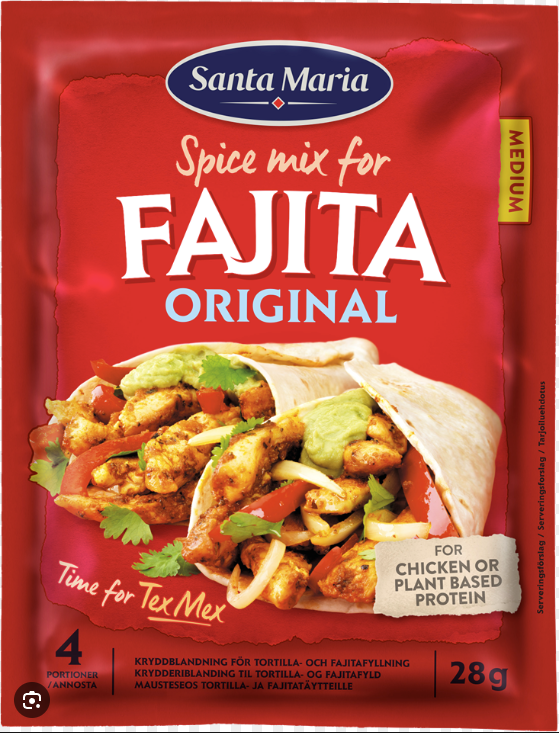 Santa Maria
Spice mix for
FAJITA
ORIGINAL
MEDIUM
FOR
CHICKEN OR
PLANT BASED
PROTEIN
Serveringsförslag / Serveringsforslag / Tarjoiluehdotus
Time for Tex Mex
4
PORTIONER
/ANNOSTA
KRYDDBLANDNING FÖR TORTILLA- OCH FAJITAFYLLNING
KRYDDERIBLANDING TIL TORTILLA- OG FAJITAFYLD
MAUSTESEOS TORTILLA- JA FAJITATÄYTTEILLE
28g